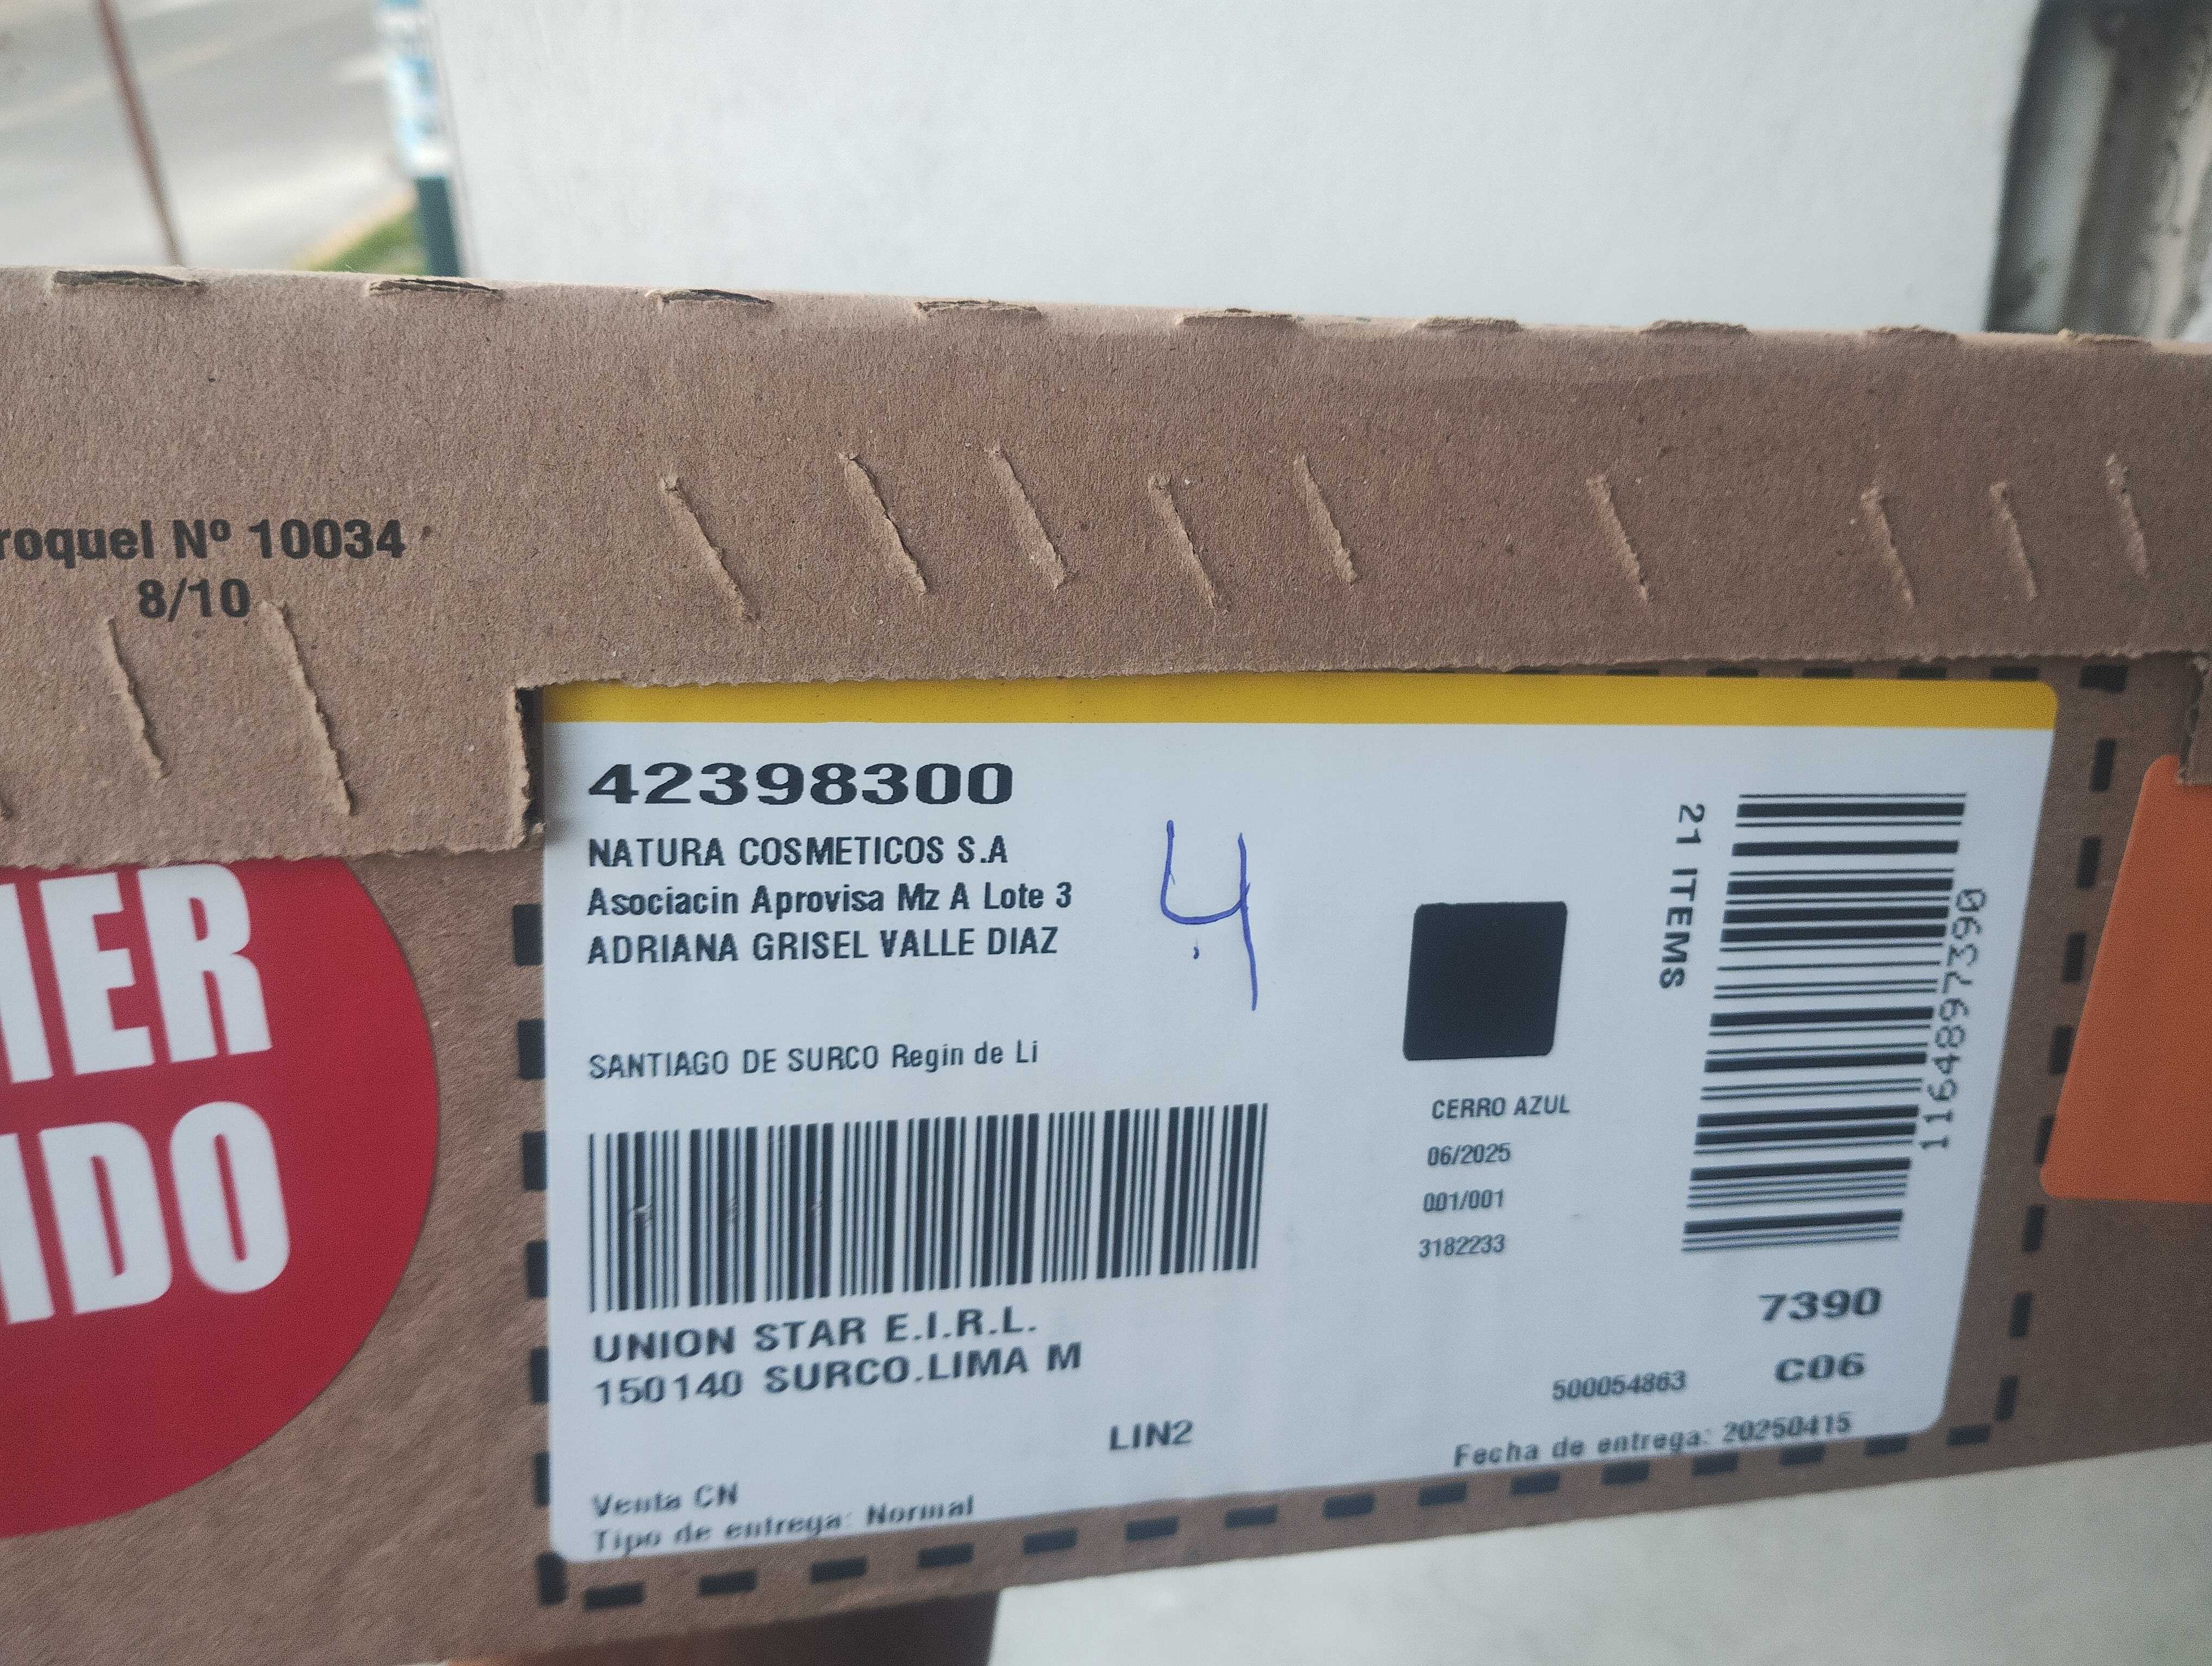 roquel Nº 10034
8/10
IER
IDO
42398300
NATURA COSMETICOS S.A
Asociacin Aprovisa Mz A Lote 3
ADRIANA GRISEL VALLE DIAZ
4
SANTIAGO DE SURCO Regin de Li
UNION STAR E.I.R.L.
150140 SURCO.LIMA M
LIN2
Venta CN
Tipo de entrega: Normal
CERRO AZUL
06/2025
001/001
3182233
21 ITEMS
1164897390
7390
C06
500054863
Fecha de entrega: 20250415